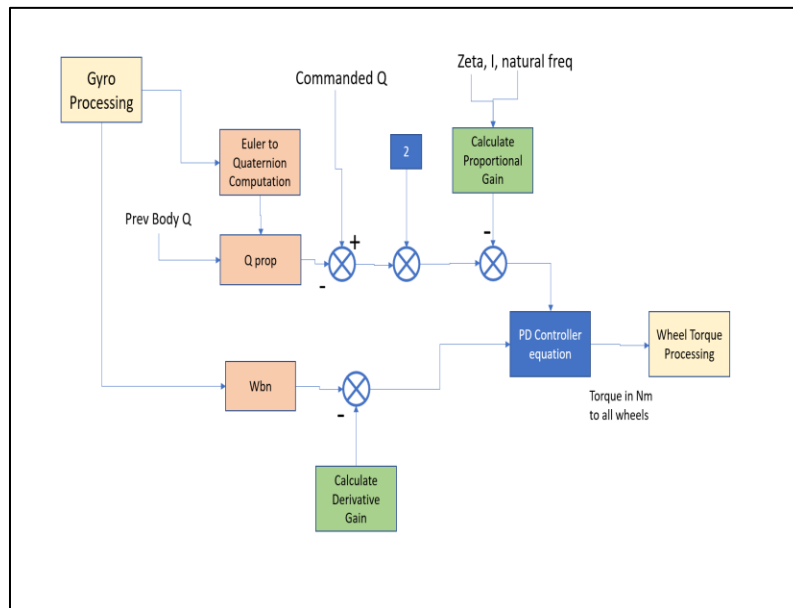 Gyro
Processing
Commanded Q
Zeta, I, natural freq
Euler to
Quaternion
Computation
2
Calculate
Proportional
Gain
Prev Body Q
+
-
Q prop
-
PD Controller
equation
Wheel Torque
Processing
Wbn
-
Torque in Nm
to all wheels
Calculate
Derivative
Gain